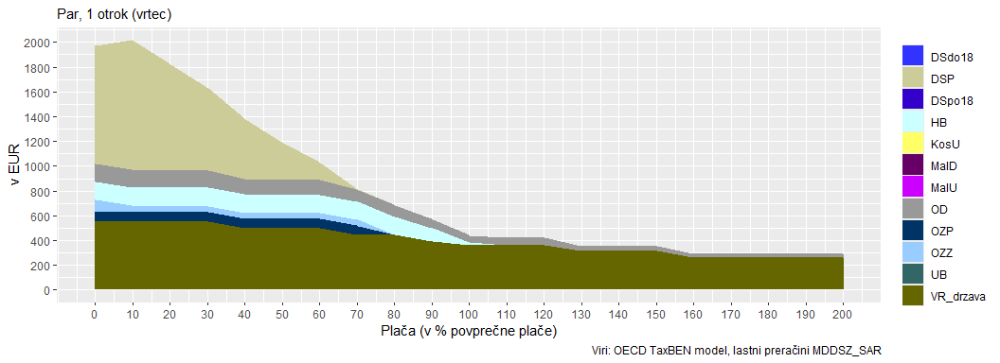 Par, 1 otrok (vrtec)
v EUR
2000
1800
1600
1400
1200
1000
800
600
400
200
0
0 10 20 30 40 50 60 70 80 90 100 110 120 130 140 150 160 170 180 190 200
Plača (v % povprečne plače)
DSdo18
DSP
DSpo18
HB
KosU
MalD
MalU
OD
OZP
OZZ
UB
VR_drzava
Viri: OECD TaxBEN model, lastni preračini MDDSZ_SAR